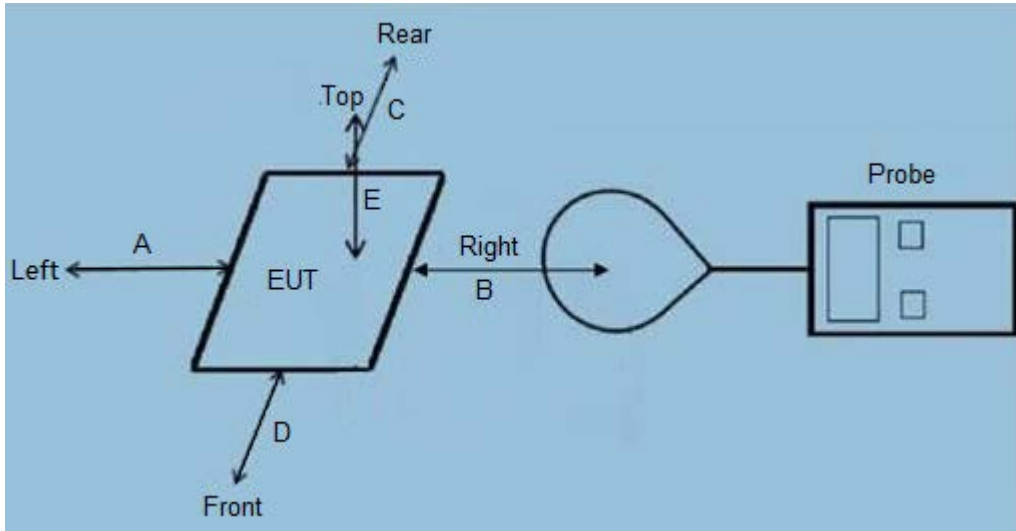 Rear
.Top
C
Probe
E
A
Right
Left
EUT
B
D
Front